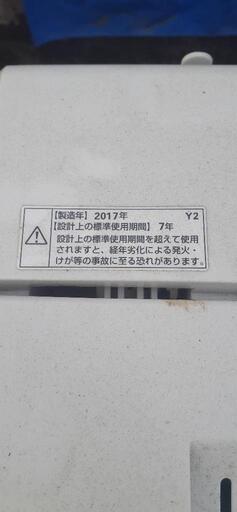 【製造年】2017年 Y2
【設計上の標準使用期間】 7年
設計上の標準使用期間を超えて使用
されますと、経年劣化による発火・
けが等の事故に至る恐れがあります。